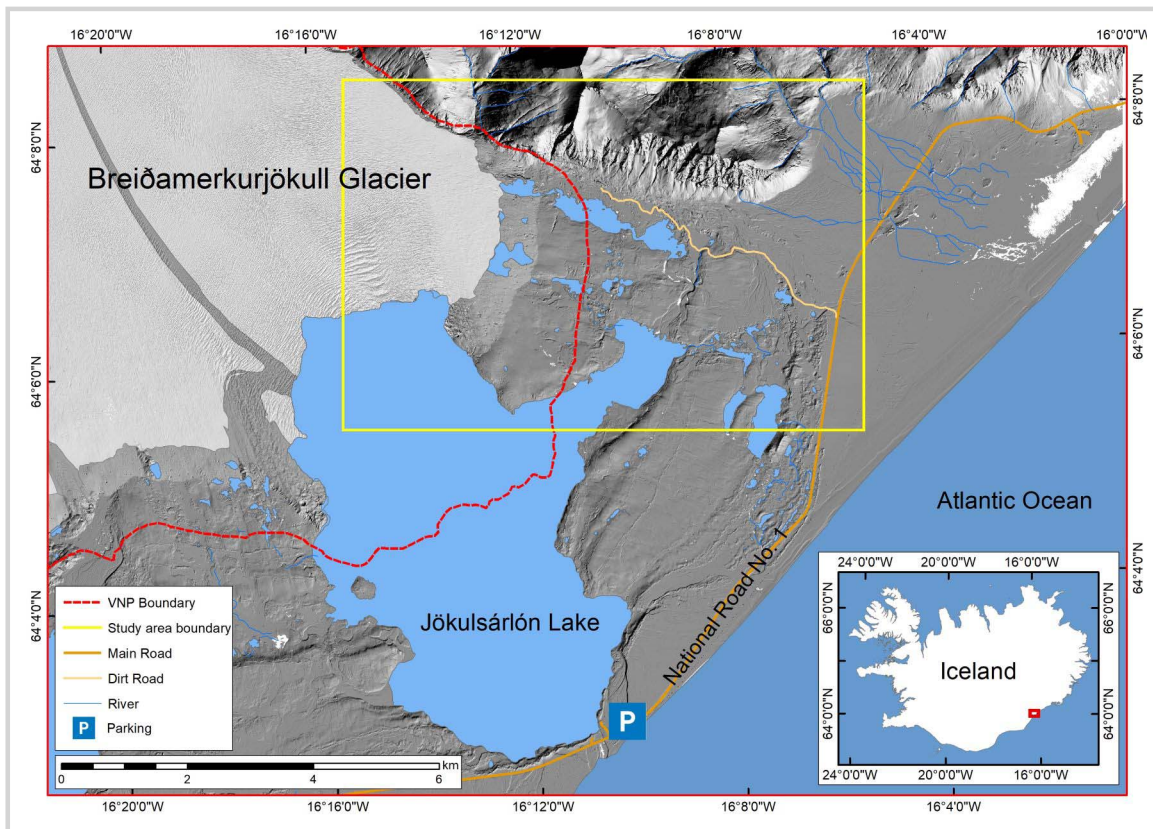 16°20'0"W 16°16'0"W 16°12'0"W 16°8'0"W 16°4'0"W 16°0'0"W
64°8'0"N
64°8'0"N
Breiðamerkurjökull Glacier
64°6'0"N
64°6'0"N
Atlantic Ocean
National Road No. 1
64°4'0"N
64°4'0"N
Jökulsárlón Lake
P
VNP Boundary
Study area boundary
Main Road
Dirt Road
River
P Parking
0 2 4 6
km
24°0'0"W 20°0'0"W 16°0'0"W
66°0'0"N
66°0'0"N
Iceland
64°0'0"N
64°0'0"N
24°0'0"W 20°0'0"W 16°0'0"W
16°20'0"W 16°16'0"W 16°12'0"W 16°8'0"W 16°4'0"W